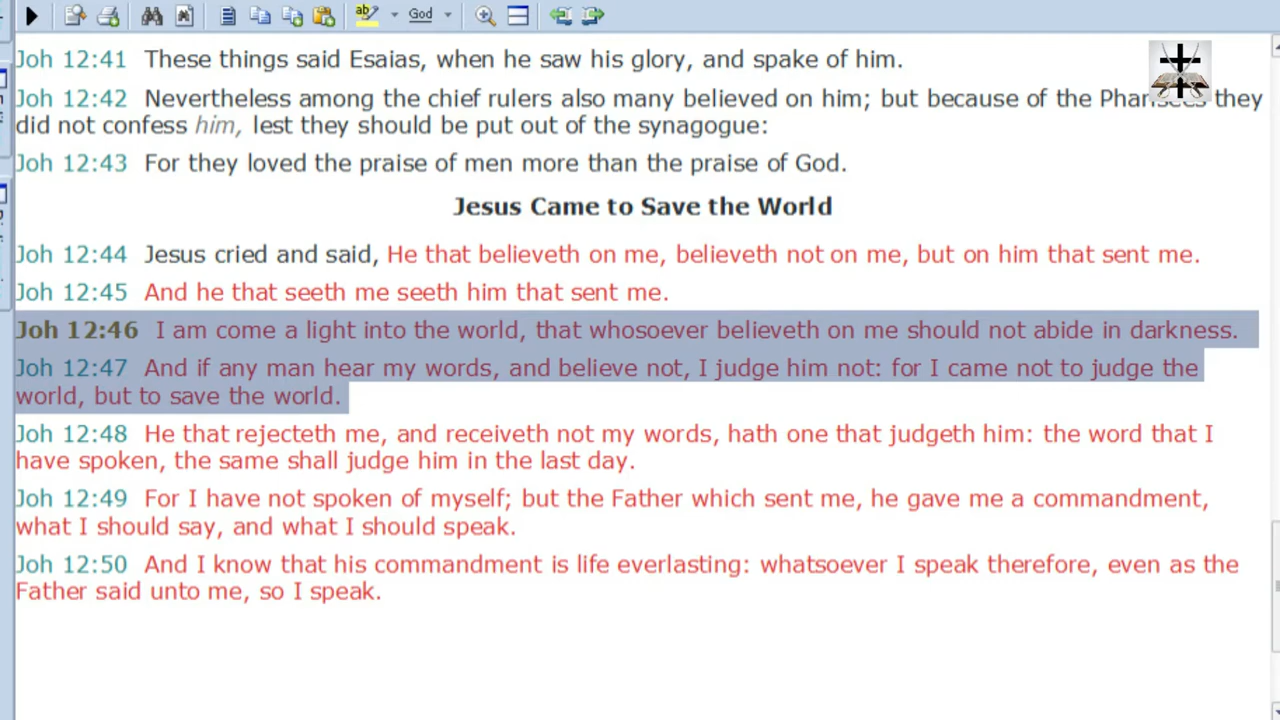 God
Joh 12:41 These things said Esaias, when he saw his glory, and spake of him.
Joh 12:42 Nevertheless among the chief rulers also many believed on him; but because of the Pharisees they
did not confess him, lest they should be put out of the synagogue:
Joh 12:43 For they loved the praise of men more than the praise of God.
Jesus Came to Save the World
Joh 12:44 Jesus cried and said, He that believeth on me, believeth not on me, but on him that sent me.
Joh 12:45 And he that seeth me seeth him that sent me.
Joh 12:46 I am come a light into the world, that whosoever believeth on me should not abide in darkness.
Joh 12:47 And if any man hear my words, and believe not, I judge him not: for I came not to judge the
world, but to save the world.
Joh 12:48 He that rejecteth me, and receiveth not my words, hath one that judgeth him: the word that I
have spoken, the same shall judge him in the last day.
Joh 12:49 For I have not spoken of myself; but the Father which sent me, he gave me a commandment,
what I should say, and what I should speak.
Joh 12:50 And I know that his commandment is life everlasting: whatsoever I speak therefore, even as the
Father said unto me, so I speak.